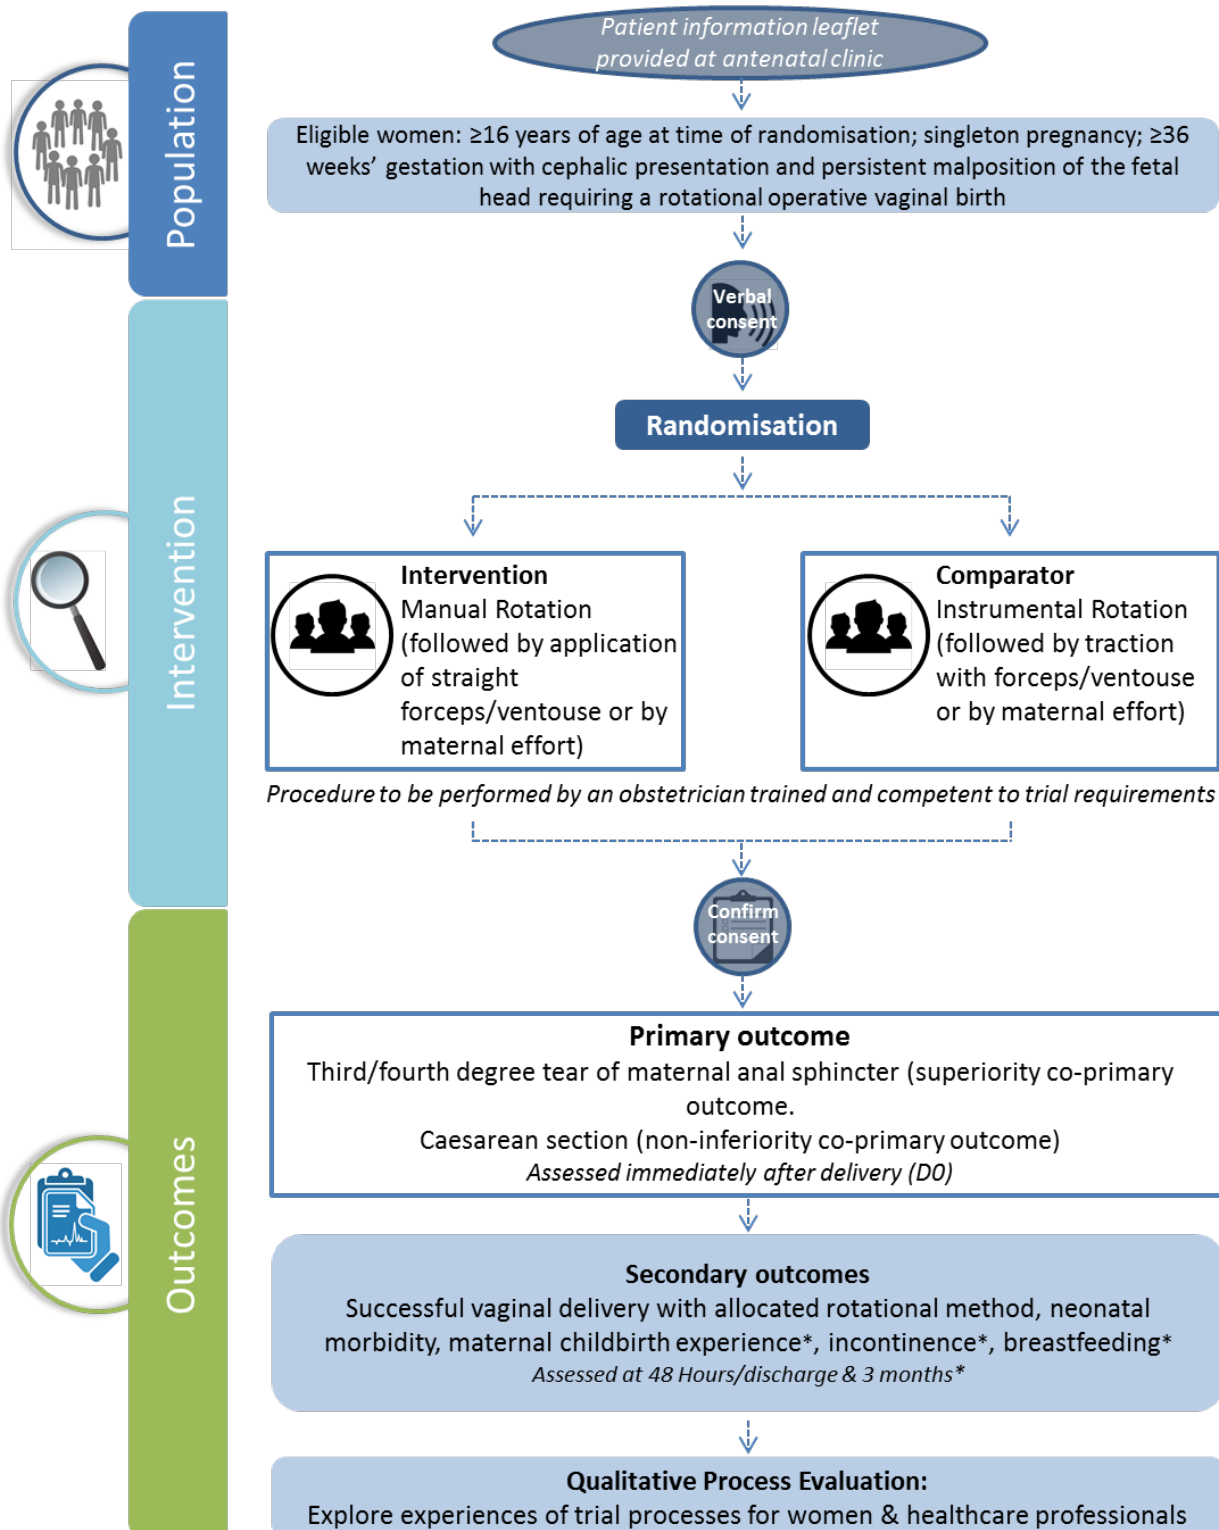 Patient information leaflet
provided at antenatal clinic
Population
Eligible women: ≥16 years of age at time of randomisation; singleton pregnancy; ≥36
weeks’ gestation with cephalic presentation and persistent malposition of the fetal
head requiring a rotational operative vaginal birth
Verbal
consent
Randomisation
Intervention
Intervention
Manual Rotation
(followed by application
of straight
forceps/ventouse or by
maternal effort)
Comparator
Instrumental Rotation
(followed by traction
with forceps/ventouse
or by maternal effort)
Procedure to be performed by an obstetrician trained and competent to trial requirements
Confirm
consent
Outcomes
Primary outcome
Third/fourth degree tear of maternal anal sphincter (superiority co-primary
outcome.
Caesarean section (non-inferiority co-primary outcome)
Assessed immediately after delivery (D0)
Secondary outcomes
Successful vaginal delivery with allocated rotational method, neonatal
morbidity, maternal childbirth experience*, incontinence*, breastfeeding*
Assessed at 48 Hours/discharge & 3 months*
Qualitative Process Evaluation:
Explore experiences of trial processes for women & healthcare professionals